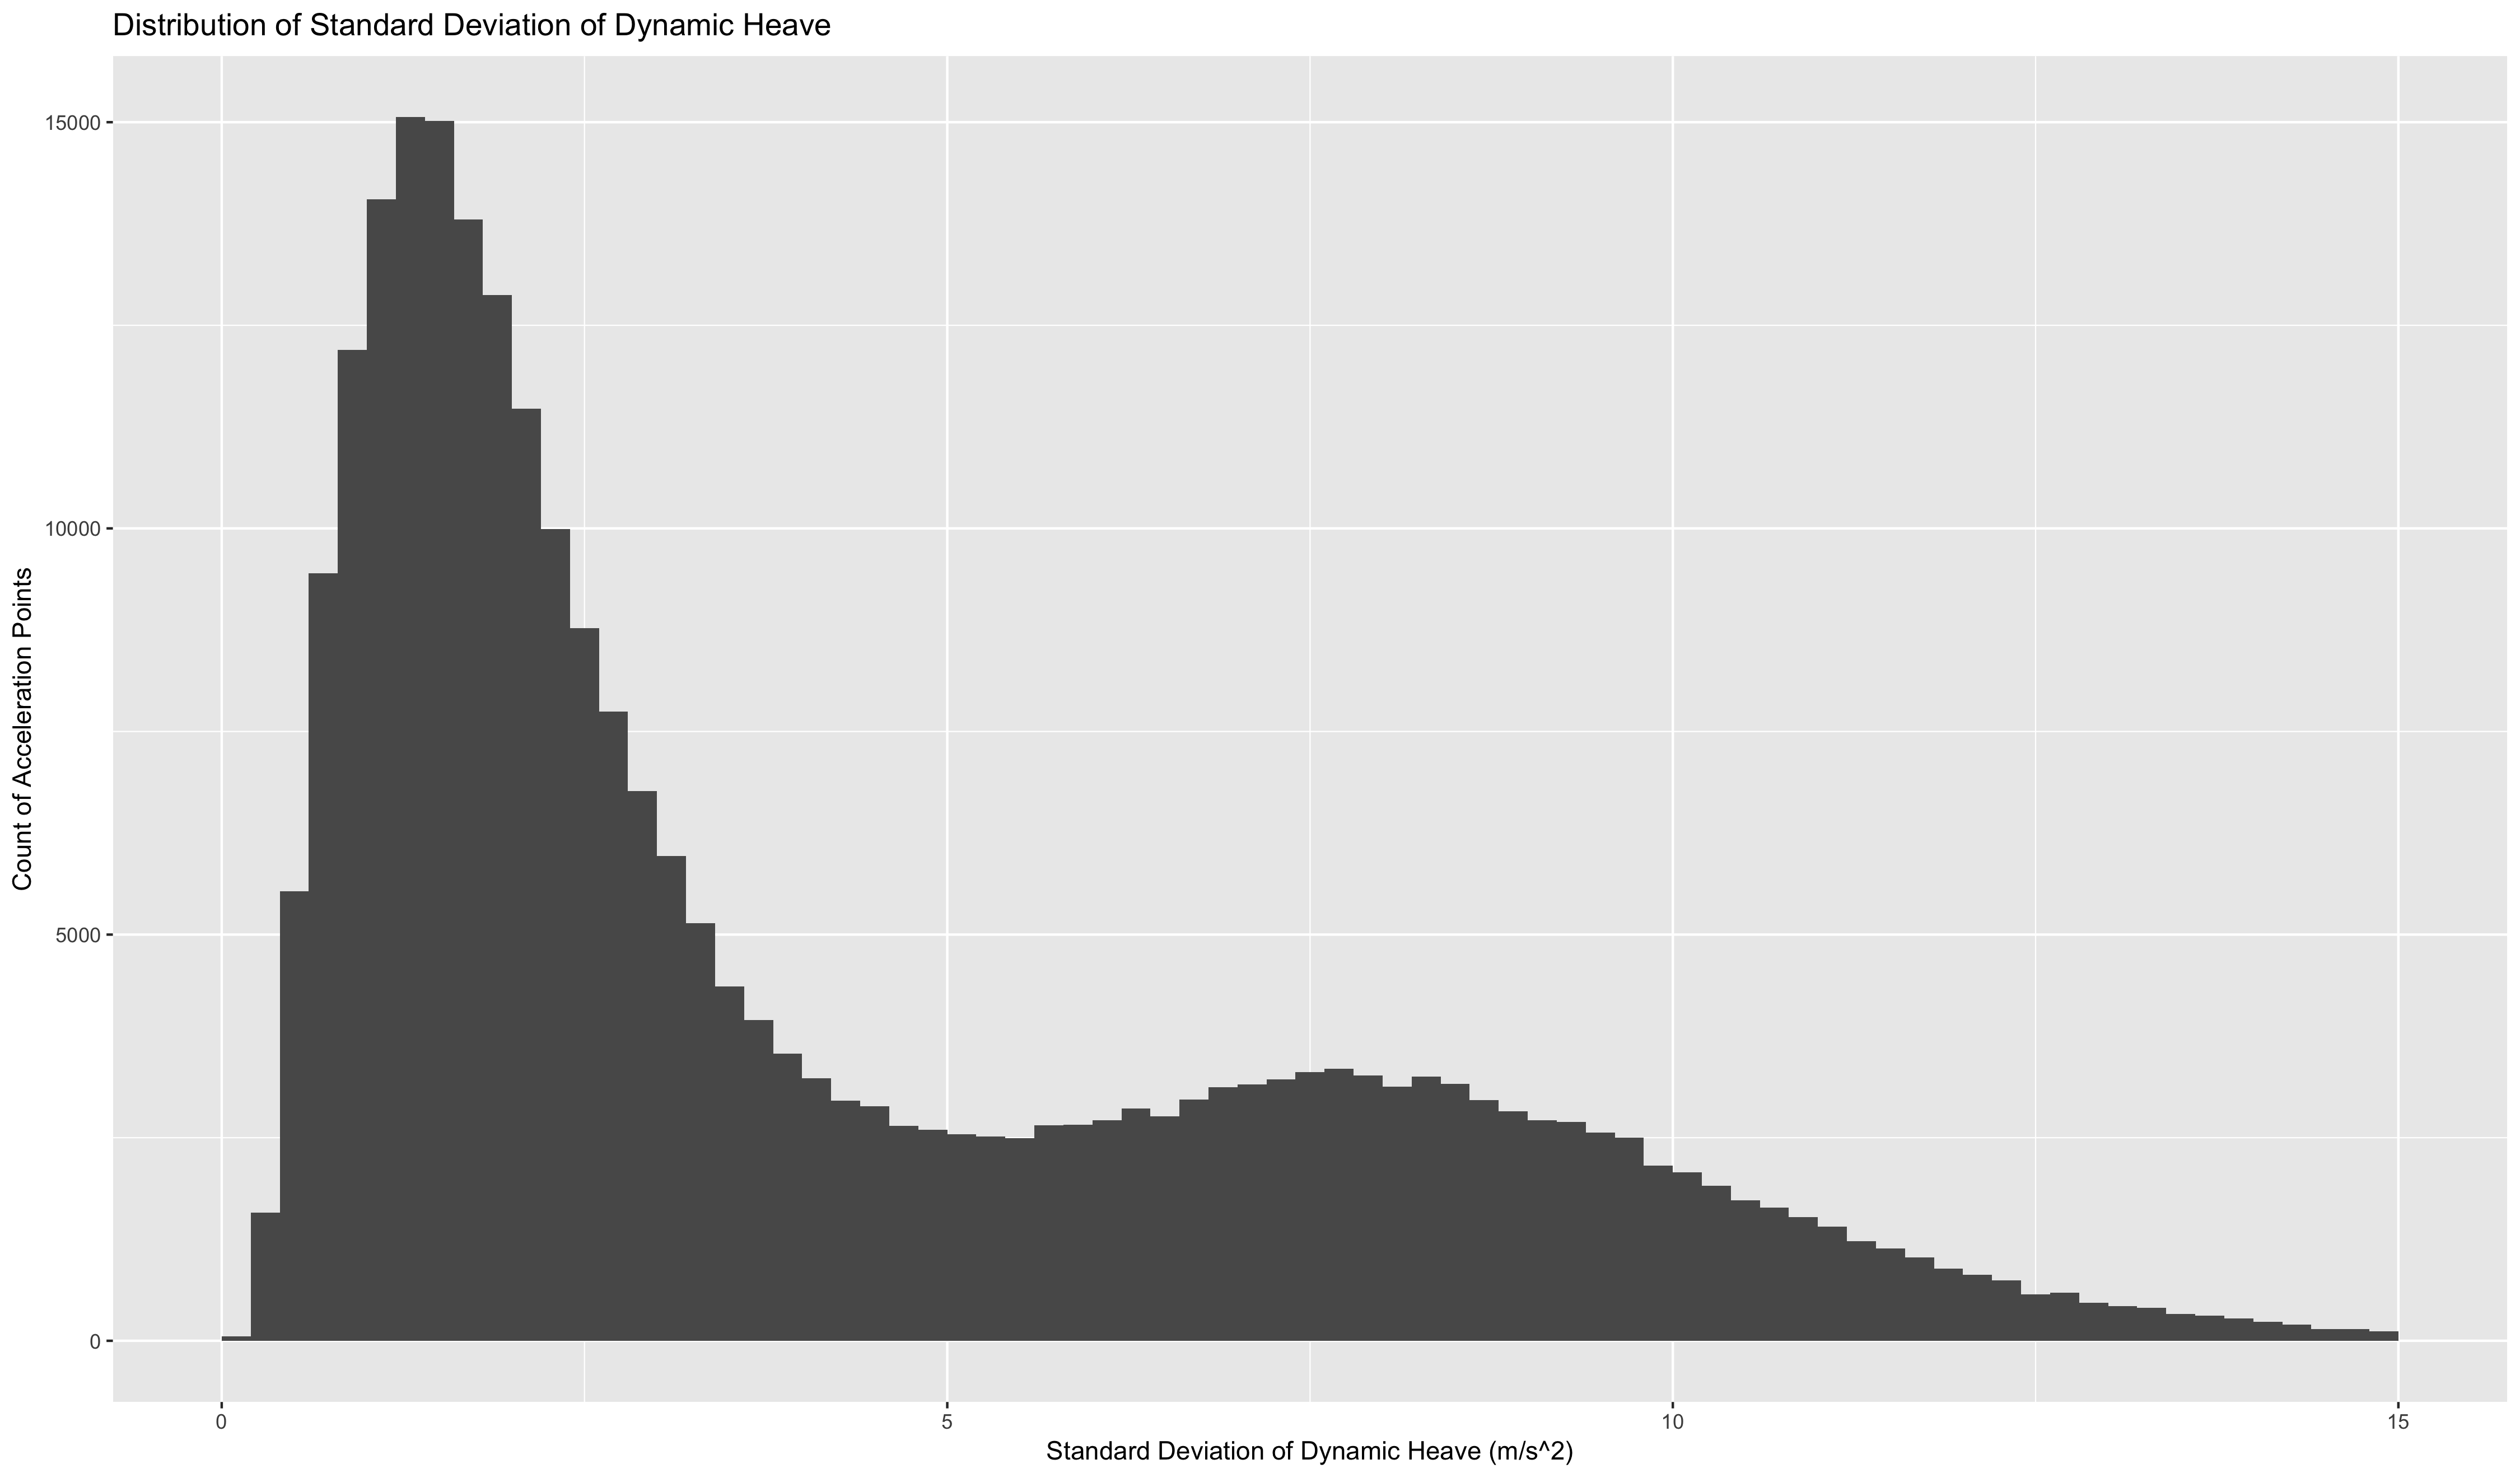 Distribution of Standard Deviation of Dynamic Heave
15000
10000
5000
0
Count of Acceleration Points
0 5 10 15
Standard Deviation of Dynamic Heave (m/s^2)